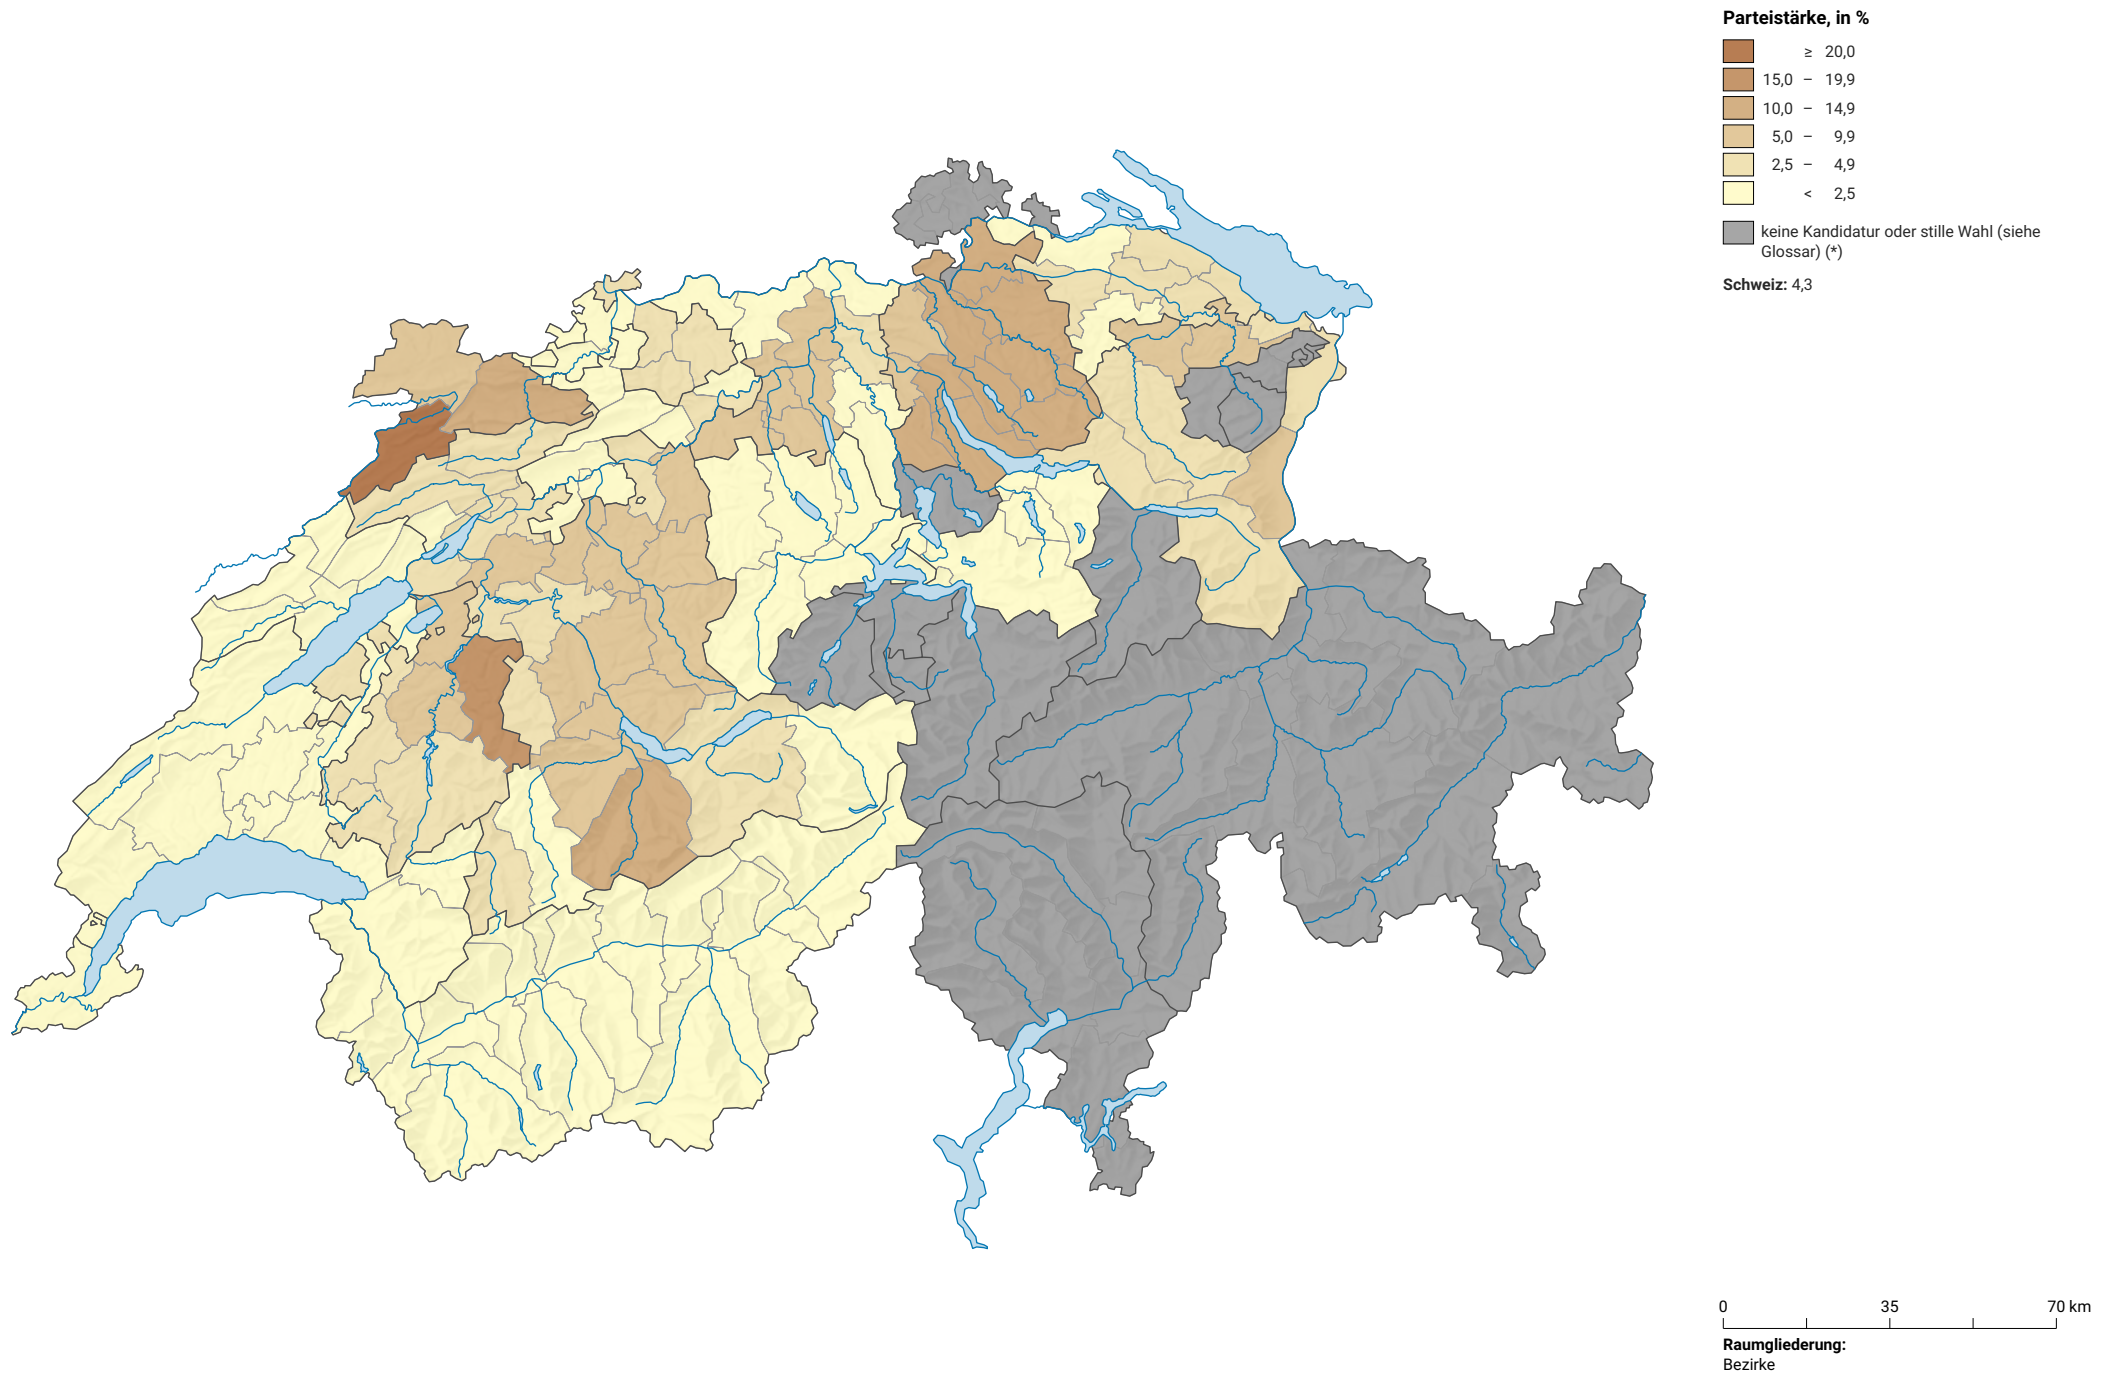 Parteistärke, in %
≥ 20,0
15,0 – 19,9
10,0 – 14,9
5,0 – 9,9
2,5 – 4,9
< 2,5
keine Kandidatur oder stille Wahl (siehe
Glossar) (*)
Schweiz: 4,3
0 35 70 km
Raumgliederung:
Bezirke